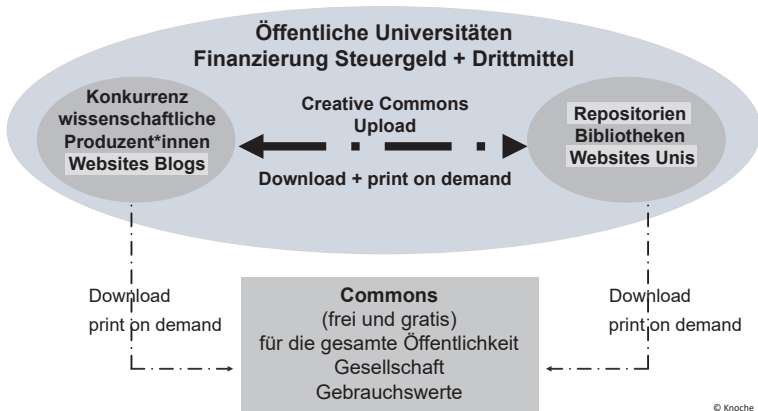 Öffentliche Universitäten
Finanzierung Steuergeld + Drittmittel
Konkurrenz
wissenschaftliche
Produzent*innen
Websites Blogs
Creative Commons
Upload
Download + print on demand
Repositorien
Bibliotheken
Websites Unis
Download
print on demand
Commons
(frei und gratis)
für die gesamte Öffentlichkeit
Gesellschaft
Gebrauchswerte
Download
print on demand
© Knoche